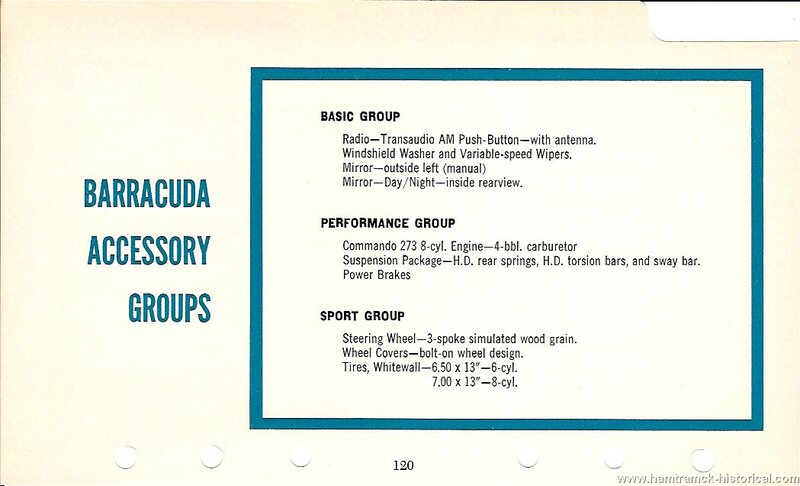 BARRACUDA
ACCESSORY
GROUPS
BASIC GROUP
Radio—Transaudio AM Push-Button—with antenna.
Windshield Washer and Variable-speed Wipers.
Mirror—outside left (manual)
Mirror—Day/Night—inside rearview.
PERFORMANCE GROUP
Commando 273 8-cyl. Engine—4-bbl. carburetor
Suspension Package—H.D. rear springs, H.D. torsion bars, and sway bar.
Power Brakes
SPORT GROUP
Steering Wheel—3-spoke simulated wood grain.
Wheel Covers—bolt-on wheel design.
Tires, Whitewall—6.50 x 13"—6-cyl.
7.00 x 13"—8-cyl.
120
www.hamtramck-historical.com